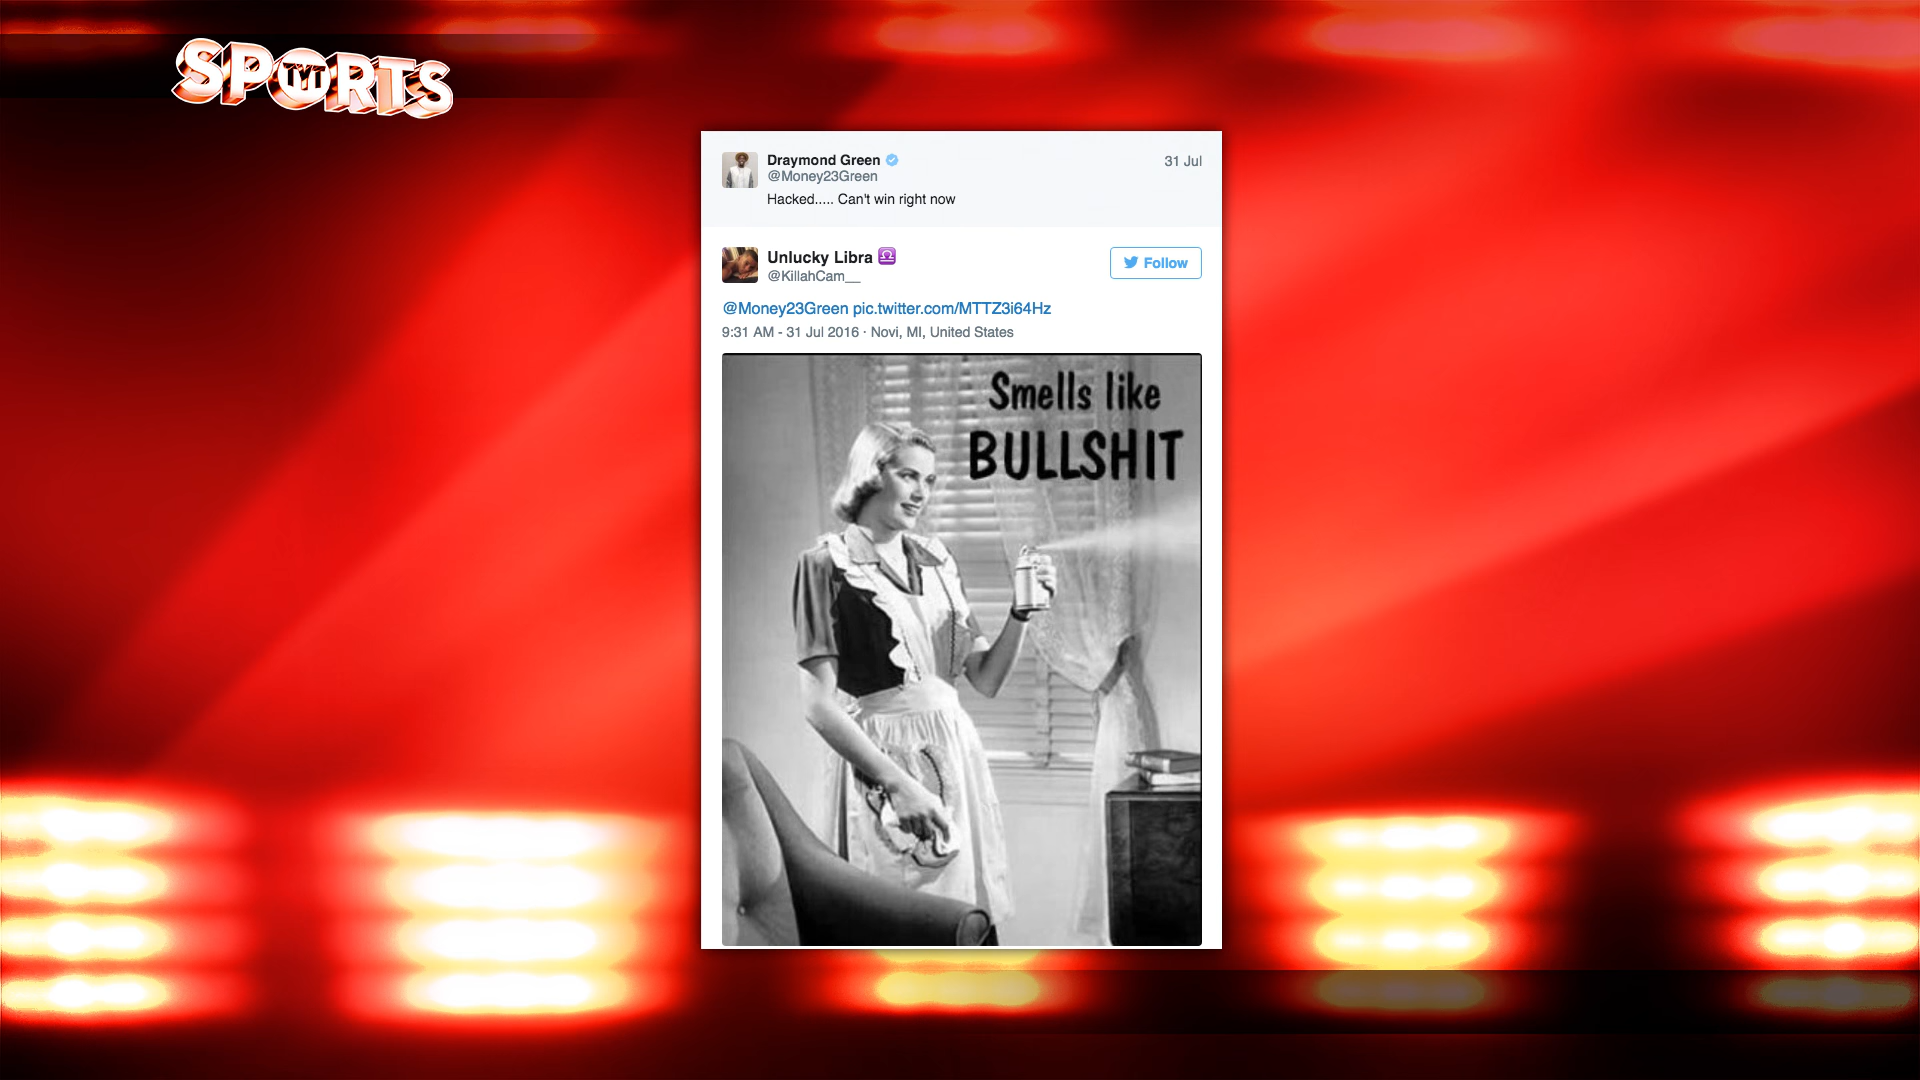 SPORTS
TYT
Draymond Green
31 Jul
@Money23Green
Hacked..... Can't win right now
Unlucky Libra ♎
Follow
@KillahCam__
@Money23Green pic.twitter.com/MTTZ3i64Hz
9:31 AM - 31 Jul 2016 · Novi, MI, United States
Smells like
BULLSHIT